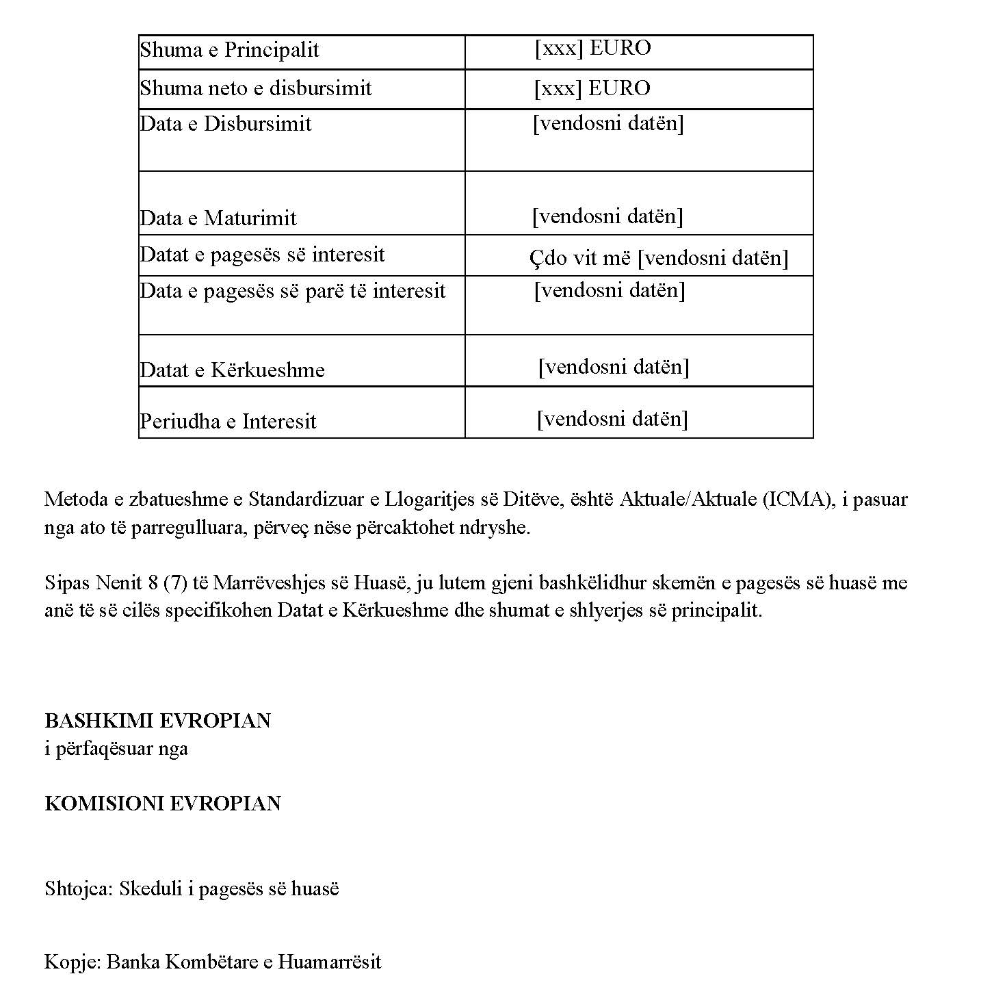 Shuma e Principalit [xxx] EURO
Shuma neto e disbursimit [xxx] EURO
Data e Disbursimit [vendosni datën]
Data e Maturimit [vendosni datën]
Datat e pagesës së interesit Çdo vit më [vendosni datën]
Data e pagesës së parë të interesit [vendosni datën]
Datat e Kërkueshme [vendosni datën]
Periudha e Interesit [vendosni datën]
Metoda e zbatueshme e Standardizuar e Llogaritjes së Ditëve, është Aktuale/Aktuale (ICMA), i pasuar
nga ato të parregulluara, përveç nëse përcaktohet ndryshe.
Sipas Nenit 8 (7) të Marrëveshjes së Huasë, ju lutem gjeni bashkëlidhur skemën e pagesës së huasë me
anë të së cilës specifikohen Datat e Kërkueshme dhe shumat e shlyerjes së principalit.
BASHKIMI EVROPIAN
i përfaqësuar nga
KOMISIONI EVROPIAN
Shtojca: Skeduli i pagesës së huasë
Kopje: Banka Kombëtare e Huamarrësit